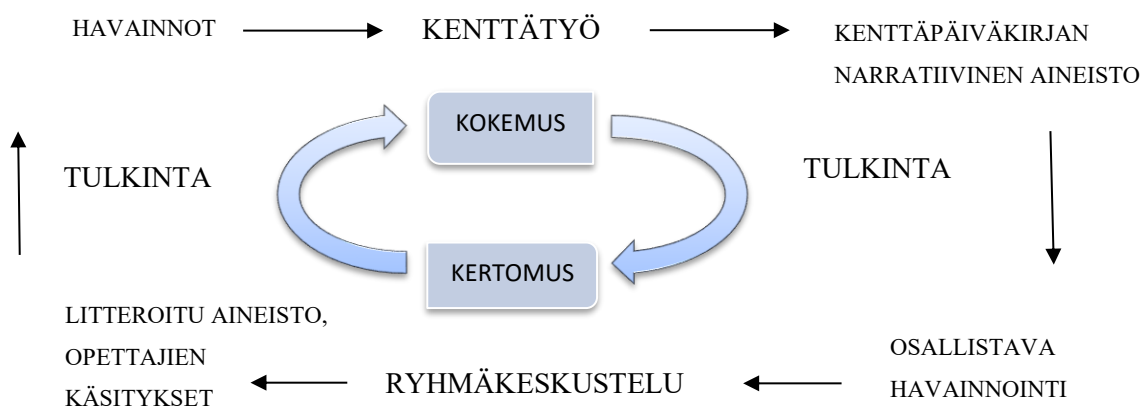 HAVAINNOT
KENTTÄTYÖ
KENTTÄPÄIVÄKIRJAN
NARRATIIVINEN AINEISTO
KOKEMUS
TULKINTA
TULKINTA
KERTOMUS
LITTEROITU AINEISTO,
OPETTAJIEN
KÄSITYKSET
RYHMÄKESKUSTELU
OSALLISTAVA
HAVAINNOINTI